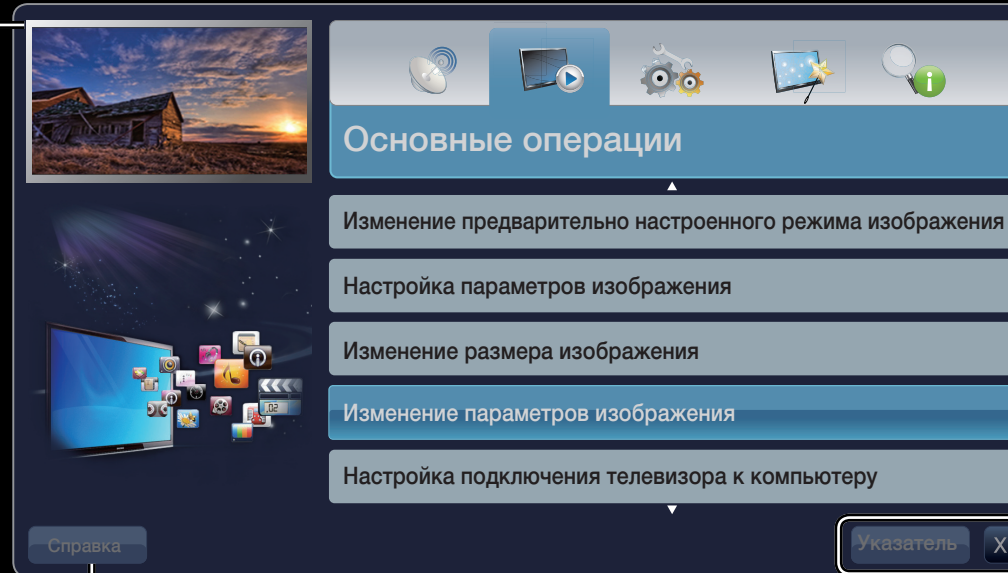 Основные операции
Изменение предварительно настроенного режима изображения
Настройка параметров изображения
Изменение размера изображения
Изменение параметров изображения
Настройка подключения телевизора к компьютеру
Справка
Указатель X